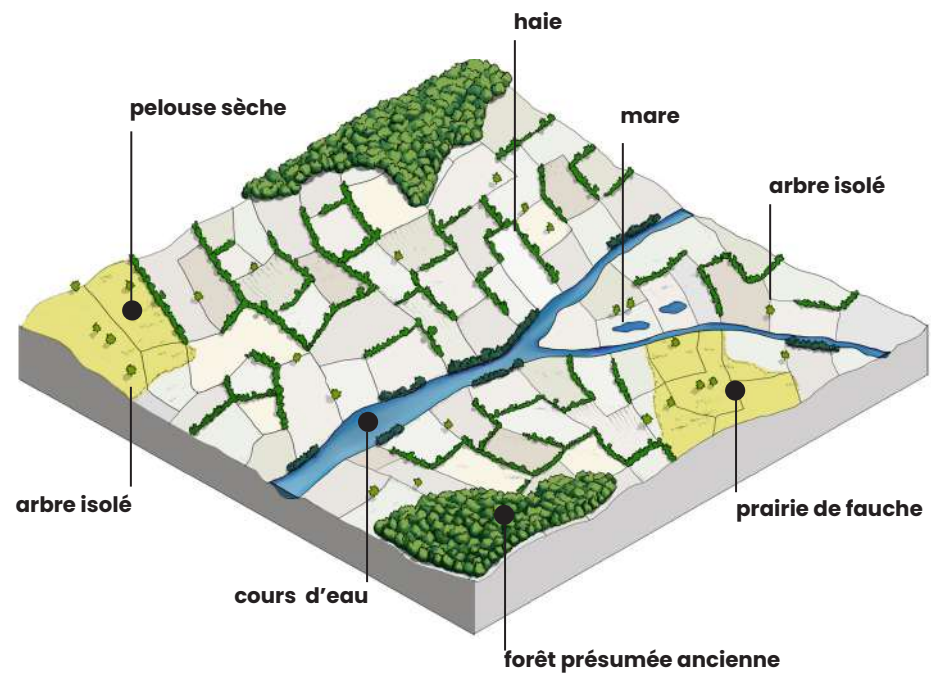 haie
pelouse sèche
mare
arbre isolé
arbre isolé
prairie de fauche
cours d'eau
forêt présumée ancienne